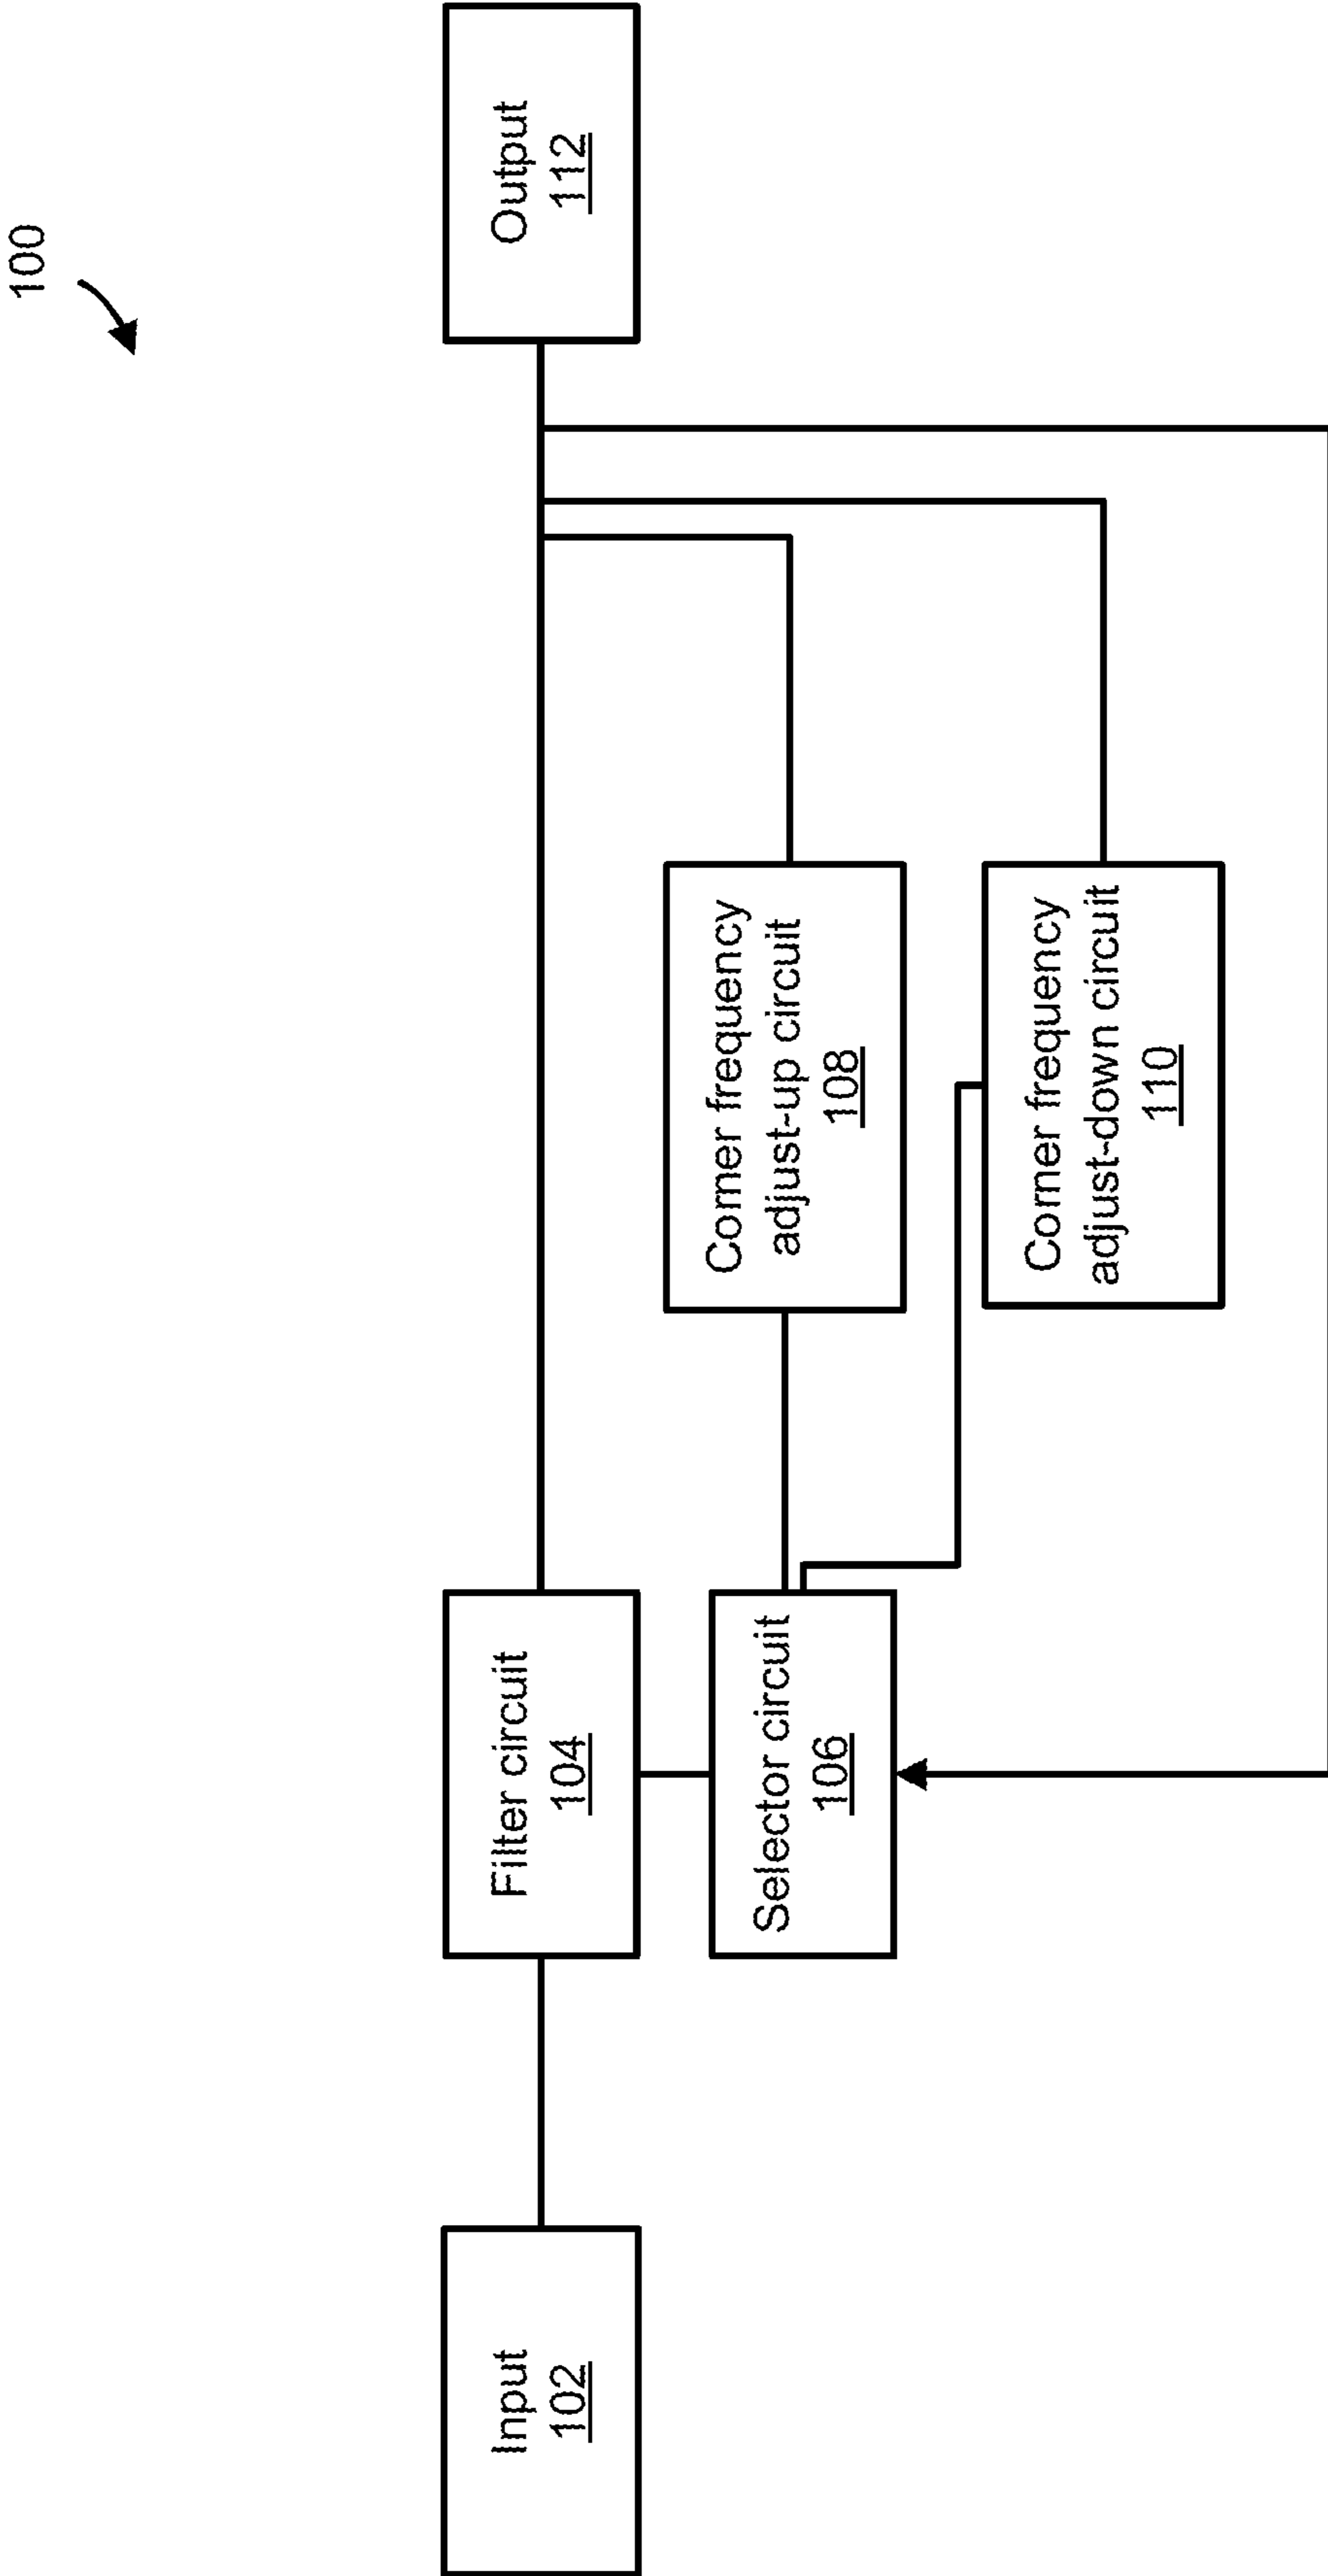 100
Input
102
Filter circuit
104
Output
112
Selector circuit
106
Corner frequency
adjust-up circuit
108
Corner frequency
adjust-down circuit
110